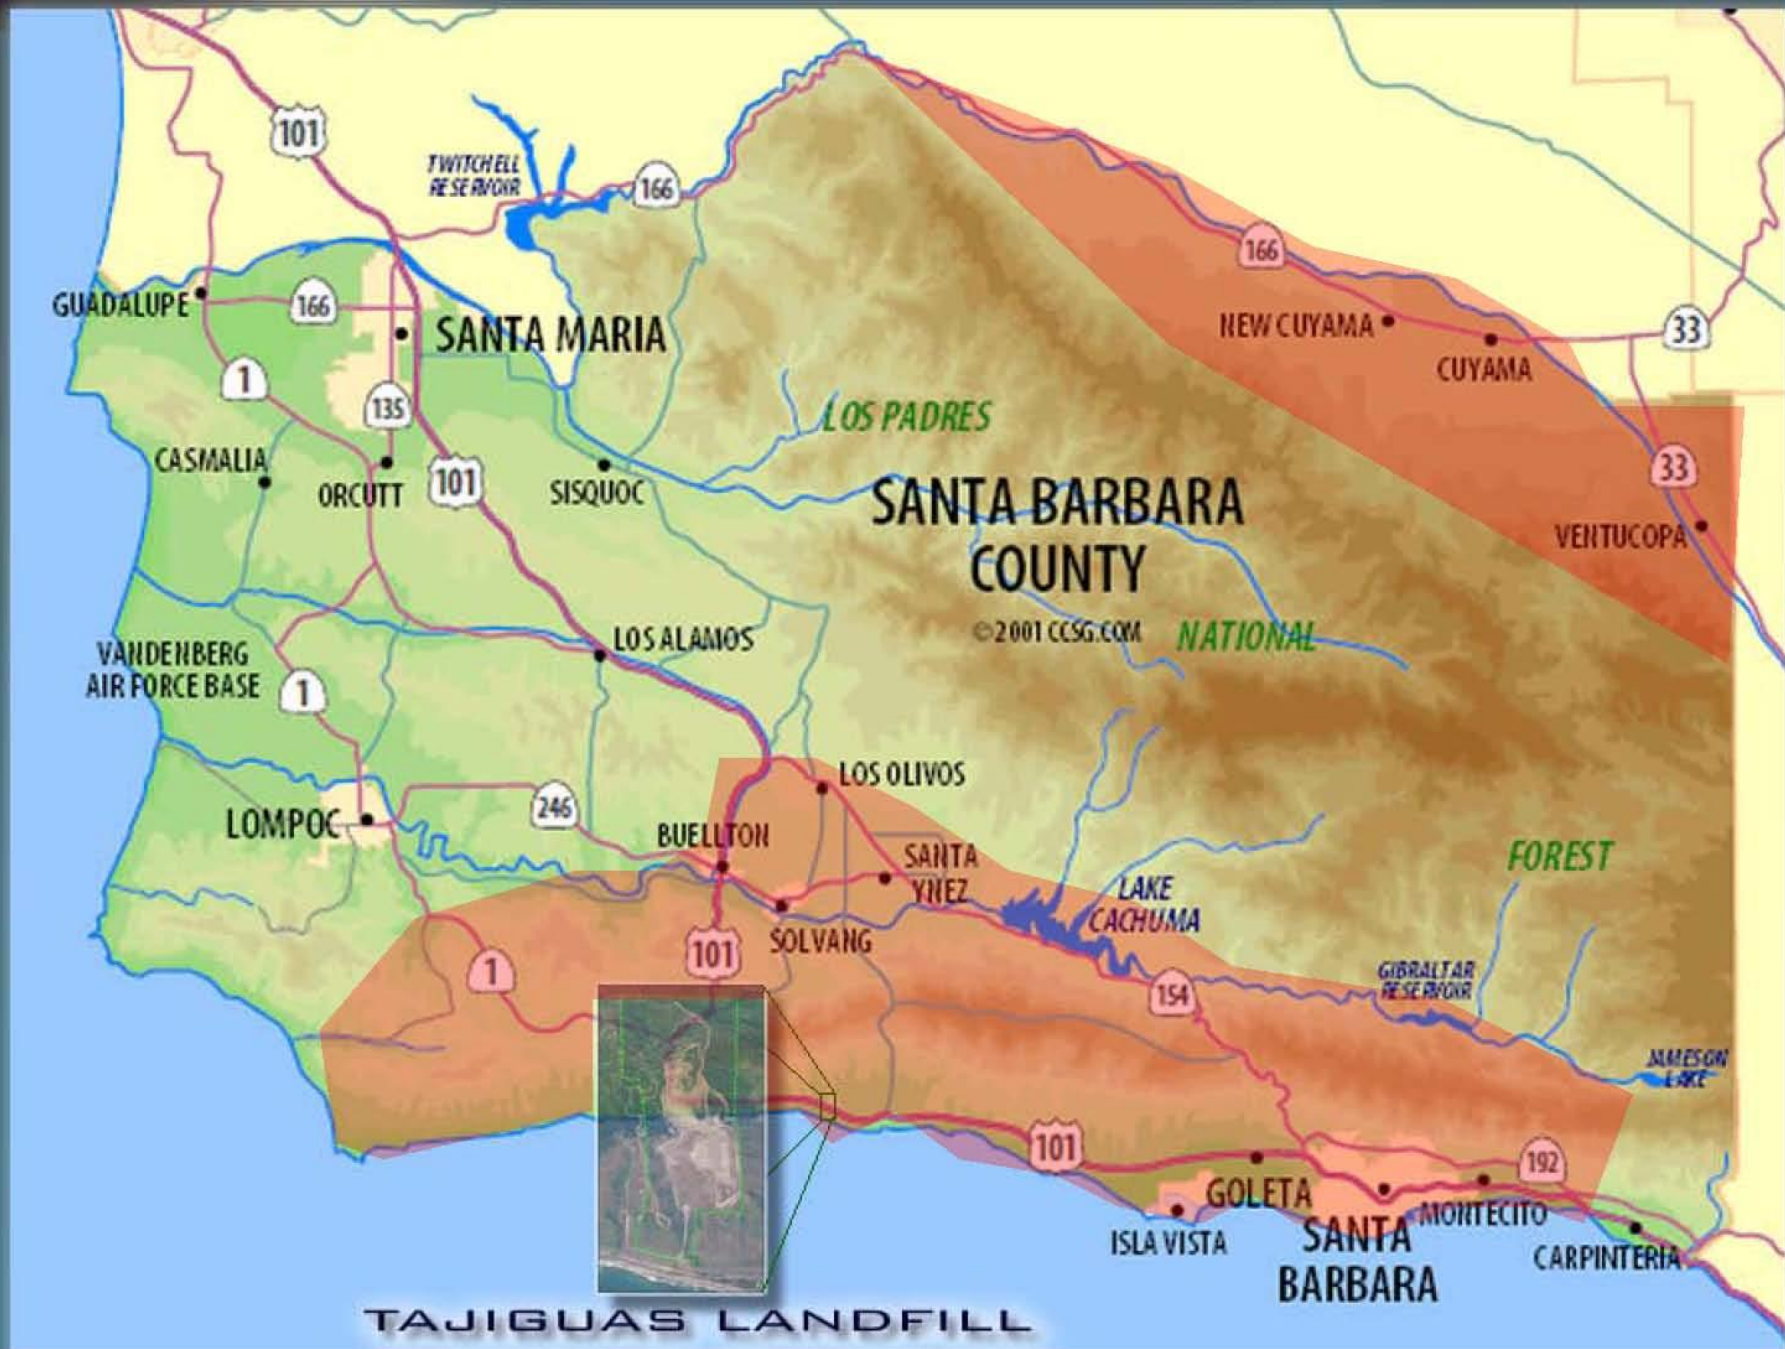 101
TWITCHELL
RESERVOIR
166
166
GUADALUPE
166
SANTA MARIA
NEW CUYAMA
33
CUYAMA
1
135
LOS PADRES
CASMALIA
ORCUTT
101
SISQUOC
SANTA BARBARA
COUNTY
33
VENTUCOPA
©2001 CCSG.COM
NATIONAL
LOS ALAMOS
VANDENBERG
AIR FORCE BASE
1
LOS OLIVOS
246
LOMPOC
BUELLTON
SANTA
YNEZ
FOREST
LAKE
CACHUMA
SOLVANG
101
1
GIBRALTAR
RESERVOIR
154
JAMESON
LAKE
101
192
GOLETA
MONTECITO
ISLA VISTA
SANTA
BARBARA
CARPINTERIA
TAJIGUAS LANDFILL